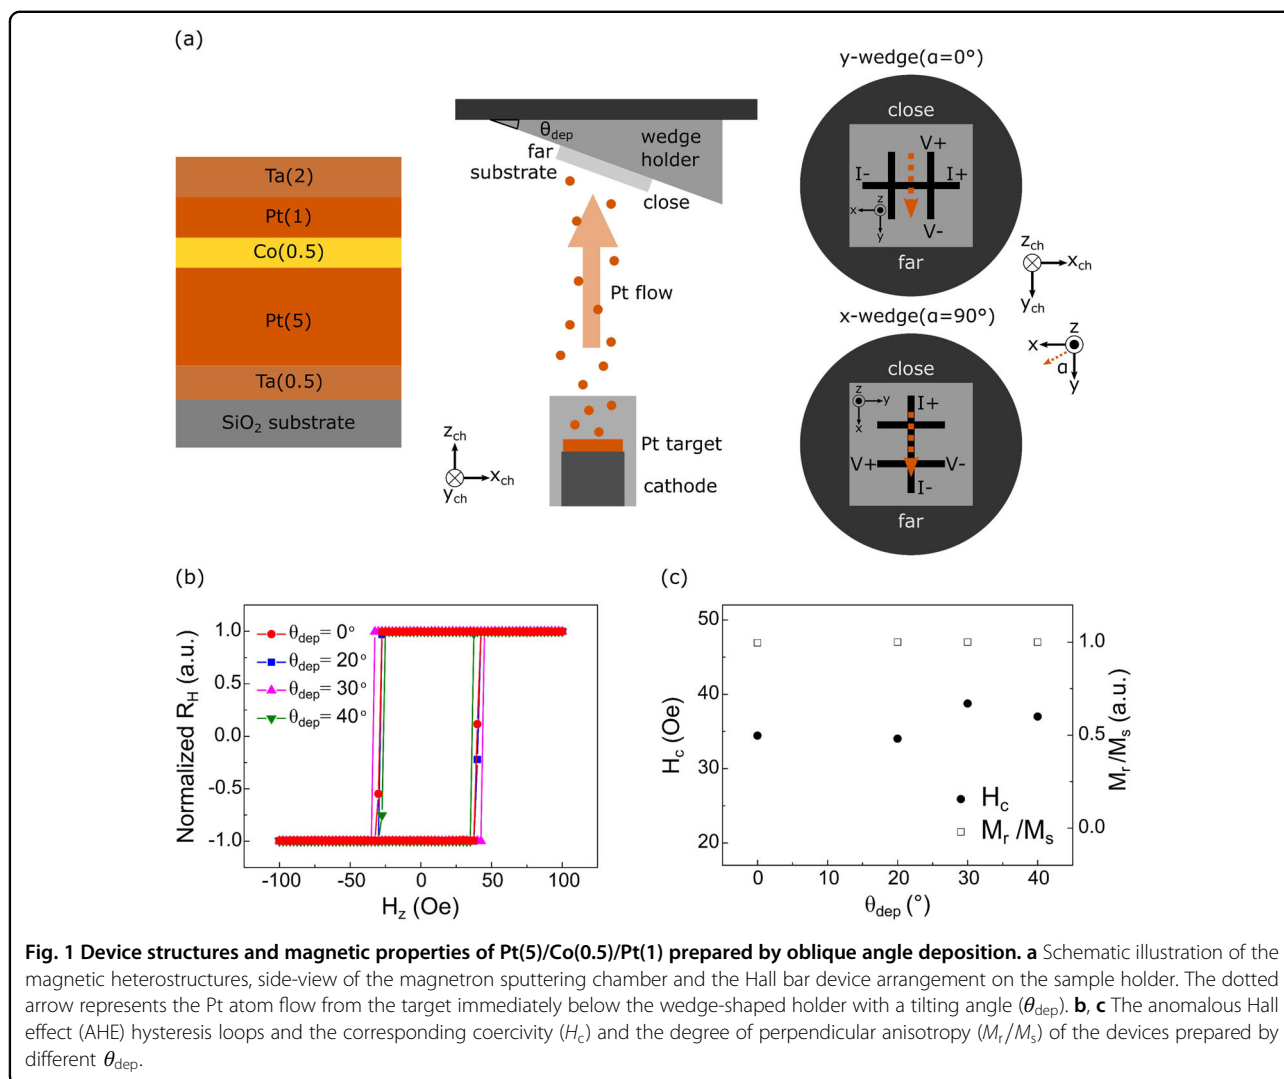 (a)
Ta(2)
Pt(1)
Co(0.5)
Pt(5)
Ta(0.5)
SiO₂ substrate
θdep
wedge
holder
far
substrate
close
Pt flow
Pt target
cathode
zch
ych
xch
y-wedge(α=0°)
close
V+
I-
I+
z
x
y
V-
far
zch
xch
ych
x-wedge(α=90°)
close
z
y
x
I+
V+
V-
I-
far
z
x
α
y
(b)
Normalized R_H (a.u.)
1.0
0.5
0.0
-0.5
-1.0
θdep= 0°
θdep= 20°
θdep= 30°
θdep= 40°
-100
-50
0
50
100
H_z (Oe)
(c)
H_c (Oe)
50
40
30
20
1.0
0.5
0.0
M_r/M_s (a.u.)
H_c
M_r/M_s
0
10
20
30
40
θdep (°)
Fig. 1 Device structures and magnetic properties of Pt(5)/Co(0.5)/Pt(1) prepared by oblique angle deposition. a Schematic illustration of the
magnetic heterostructures, side-view of the magnetron sputtering chamber and the Hall bar device arrangement on the sample holder. The dotted
arrow represents the Pt atom flow from the target immediately below the wedge-shaped holder with a tilting angle (θdep). b, c The anomalous Hall
effect (AHE) hysteresis loops and the corresponding coercivity (Hc) and the degree of perpendicular anisotropy (Mr/Ms) of the devices prepared by
different θdep.